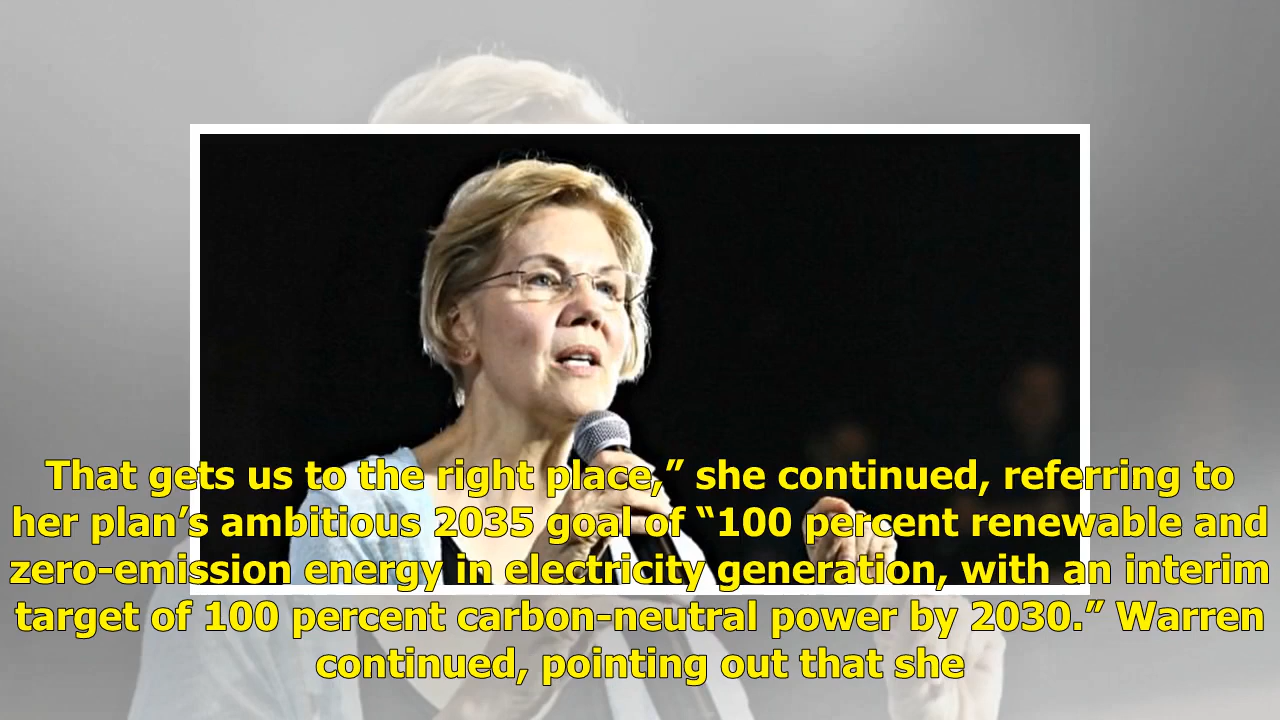 That gets us to the right place,” she continued, referring to
her plan’s ambitious 2035 goal of “100 percent renewable and
zero-emission energy in electricity generation, with an interim
target of 100 percent carbon-neutral power by 2030.” Warren
continued, pointing out that she